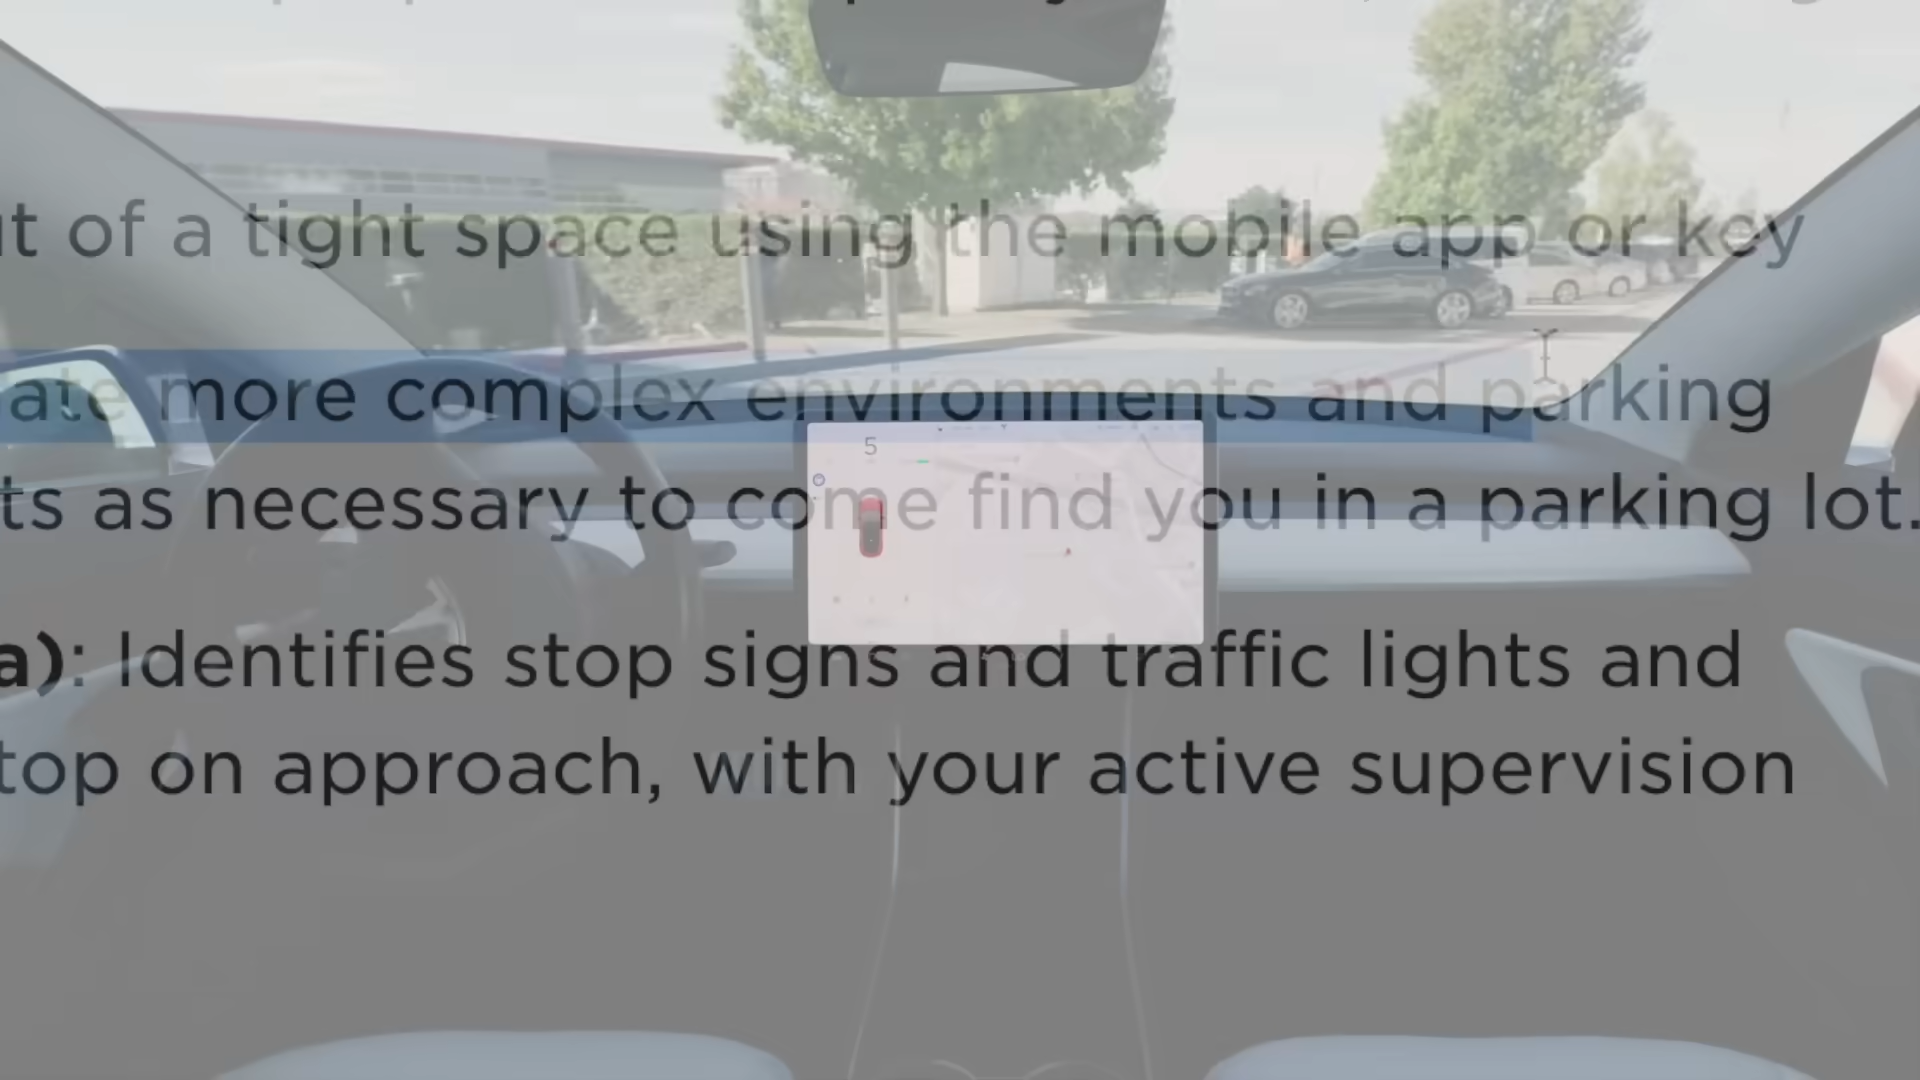 ut of a tight space using the mobile app or key
ate more complex environments and parking
ts as necessary to come find you in a parking lot.
a): Identifies stop signs and traffic lights and
top on approach, with your active supervision
5